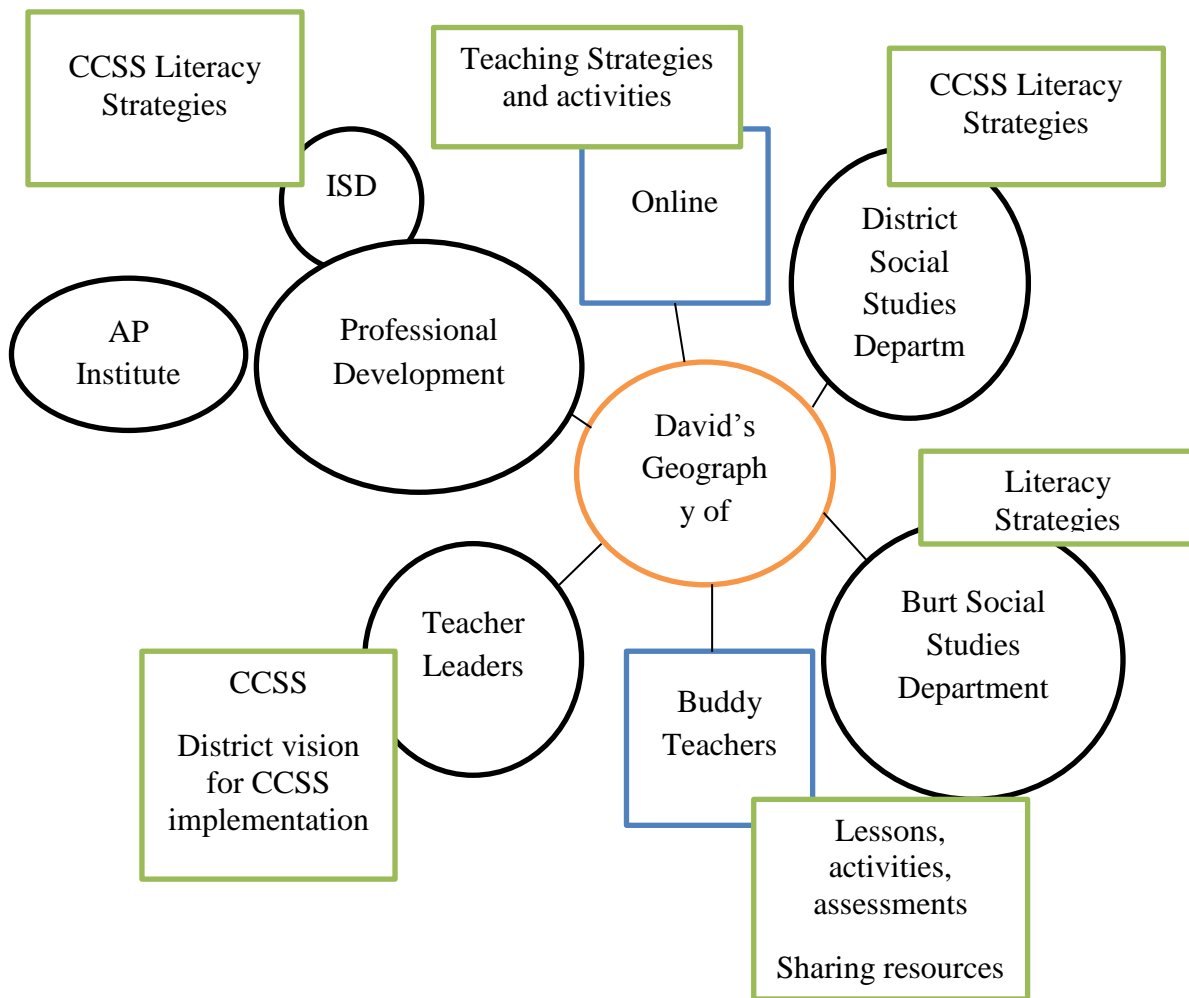 CCSS Literacy
Strategies
Teaching Strategies
and activities
CCSS Literacy
Strategies
ISD
Online
District
Social
Studies
Departm
AP
Institute
Professional
Development
David's
Geograph
y of
Literacy
Strategies
Teacher
Leaders
Burt Social
Studies
Department
CCSS
District vision
for CCSS
implementation
Buddy
Teachers
Lessons,
activities,
assessments
Sharing resources